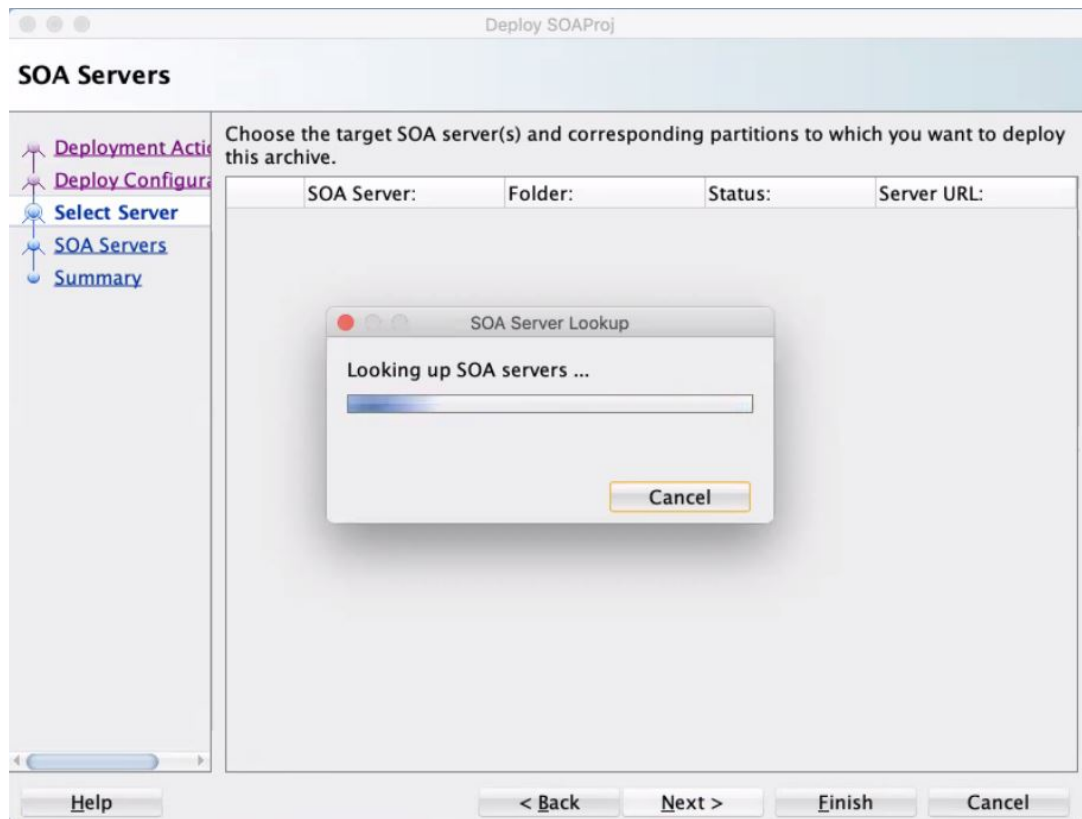 Deploy SOAProj
SOA Servers
Deployment Actio
Deploy Configura
Select Server
SOA Servers
Summary
Choose the target SOA server(s) and corresponding partitions to which you want to deploy
this archive.
SOA Server: Folder: Status: Server URL:
SOA Server Lookup
Looking up SOA servers ...
Cancel
Help < Back Next > Finish Cancel